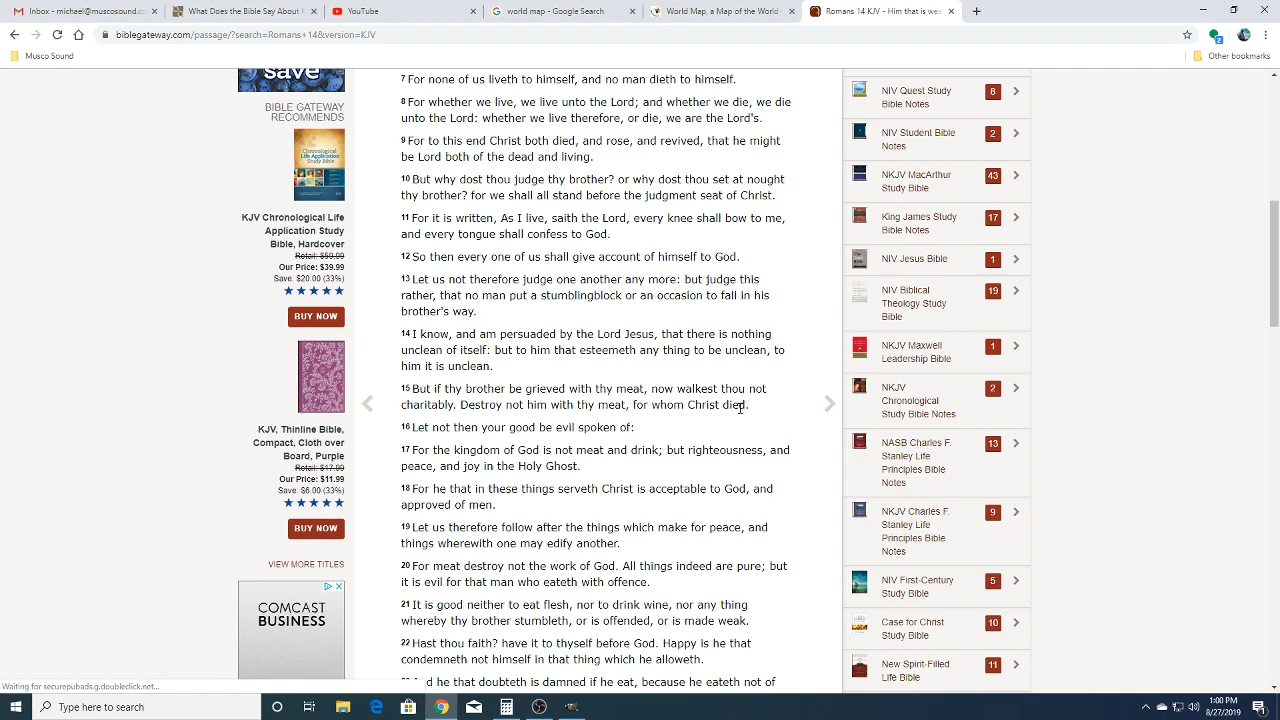 Inbox - michael@muscosound.com
What Does the Bible Say About
YouTube
world map - Google Search
World Map, a Map of the World
Romans 14 KJV - Him that is wea
biblegateway.com/passage/?search=Romans+14&version=KJV
2
Musco Sound
Other bookmarks
save
BIBLE GATEWAY
RECOMMENDS
Chronological
Life Application
Study Bible
KJV Chronological Life
Application Study
Bible, Hardcover
Retail: $59.99
Our Price: $39.99
Save: $20.00 (33%)
BUY NOW
KJV, Thinline Bible,
Compact, Cloth over
Board, Purple
Retail: $17.99
Our Price: $11.99
Save: $6.00 (33%)
BUY NOW
VIEW MORE TITLES
COMCAST
BUSINESS
7 For none of us liveth to himself, and no man dieth to himself.
8 For whether we live, we live unto the Lord; and whether we die, we die
unto the Lord: whether we live therefore, or die, we are the Lord's.
9 For to this end Christ both died, and rose, and revived, that he might
be Lord both of the dead and living.
10 But why dost thou judge thy brother? or why dost thou set at nought
thy brother? for we shall all stand before the judgment seat of Christ.
11 For it is written, As I live, saith the Lord, every knee shall bow to me,
and every tongue shall confess to God.
12 So then every one of us shall give account of himself to God.
13 Let us not therefore judge one another any more: but judge this
rather, that no man put a stumblingblock or an occasion to fall in his
brother's way.
14 I know, and am persuaded by the Lord Jesus, that there is nothing
unclean of itself: but to him that esteemeth any thing to be unclean, to
him it is unclean.
15 But if thy brother be grieved with thy meat, now walkest thou not
charitably. Destroy not him with thy meat, for whom Christ died.
16 Let not then your good be evil spoken of:
17 For the kingdom of God is not meat and drink; but righteousness, and
peace, and joy in the Holy Ghost.
18 For he that in these things serveth Christ is acceptable to God, and
approved of men.
19 Let us therefore follow after the things which make for peace, and
things wherewith one may edify another.
20 For meat destroy not the work of God. All things indeed are pure; but
it is evil for that man who eateth with offence.
21 It is good neither to eat flesh, nor to drink wine, nor any thing
whereby thy brother stumbleth, or is offended, or is made weak.
22 Hast thou faith? have it to thyself before God. Happy is he that
condemneth not himself in that thing which he alloweth.
23 And he that doubteth is damned if he eat, because he eateth not of
NIV Quest Study
Bible Notes
8
NIV Student Bible
Notes
2
NKJV MacArthur
Study Bible
43
King James Study
Bible Notes
17
NIV Jesus Bible
1
NIV Biblical
Theology Study
Bible
19
NKJV Maxwell
Leadership Bible
1
NKJV
Chronological
Study Bible Notes
2
NASB Charles F.
Stanley Life
Principles Bible
Notes
13
NKJV Charles F.
Stanley Life
Principles Bible
Notes
9
NIV First-Century
Study Bible
5
Case for Christ
Study Bible
10
New Spirit-Filled
Life Bible
11
Waiting for securepubads.g.doubleclick.net...
Type here to search
1:00 PM
8/27/2019